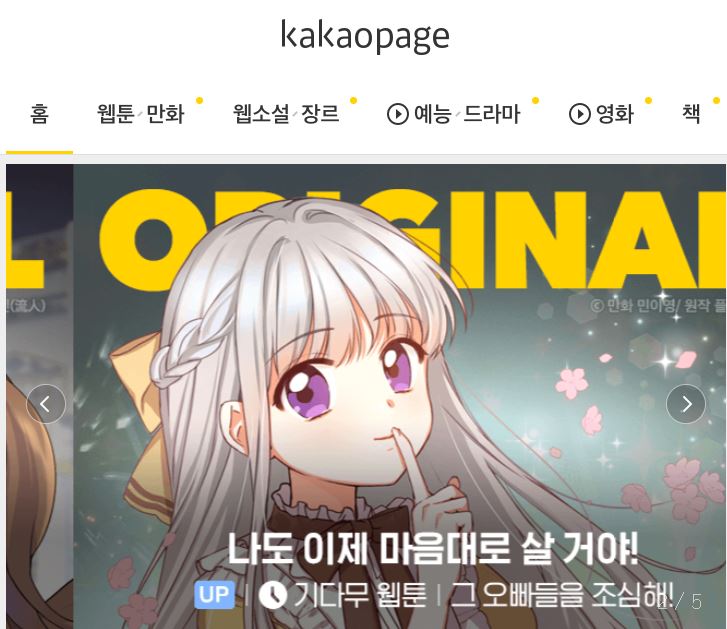 kakaopage
홈 웹툰·만화 웹소설·장르 예능·드라마 영화 책
L ORIGINAL
(流人)
© 만화 민이영/ 원작 플
나도 이제 마음대로 살 거야!
UP | 기다무 웹툰 | 그 오빠들을 조심해!
2 / 5